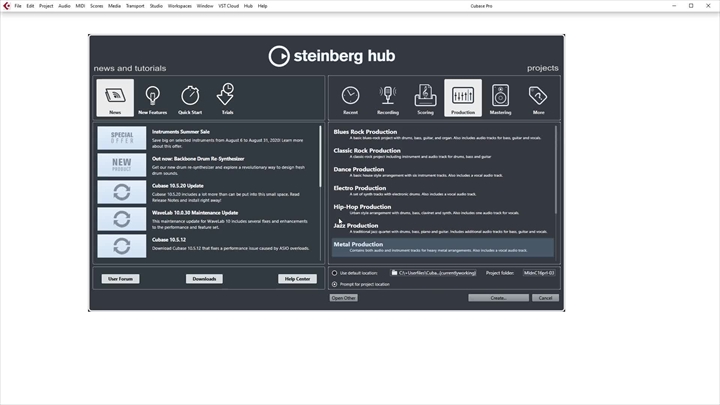 File Edit Project Audio MIDI Scores Media Transport Studio Workspaces Window VST Cloud Hub Help
Cubase Pro
steinberg hub
news and tutorials
projects
News
New Features
Quick Start
Trials
Recent
Recording
Scoring
Production
Mastering
More
SPECIAL OFFER
Instruments Summer Sale
Save big on selected instruments from August 6 to August 31, 2020! Learn more
about this offer.
NEW PRODUCT
Out now: Backbone Drum Re-Synthesizer
Get our new drum re-synthesizer and explore a revolutionary way to design fresh
drum sounds.
Cubase 10.5.20 Update
Cubase 10.5.20 includes a lot more than can be put into this small space. Read
Release Notes and install right away!
WaveLab 10.0.30 Maintenance Update
This maintenance update for WaveLab 10 includes several fixes and enhancements
to the performance and feature set.
Cubase 10.5.12
Download Cubase 10.5.12 that fixes a performance issue caused by ASIO overloads.
User Forum
Downloads
Help Center
Blues Rock Production
A basic blues-rock project with drums, bass, guitar, and organ. Also includes audio tracks for bass, guitar and vocals.
Classic Rock Production
A classic rock project including instrument and audio track for drums, bass and guitar
Dance Production
A basic house style arrangement with six instrument tracks. Also includes a vocal audio track.
Electro Production
A set of synth tracks with electronic drums. Also includes a vocal audio track.
Hip-Hop Production
Urban style arrangement with drums, bass, clavinet and synth. Also includes one audio track for vocals.
Jazz Production
A traditional jazz quartet with drums, bass, piano and guitar. Includes additional audio tracks for bass, guitar and vocals.
Metal Production
Contains both audio and instrument tracks for heavy metal arrangements. Also includes a vocal audio track.
Use default location:
Project folder:
Prompt for project location
Open Other
Create...
Cancel